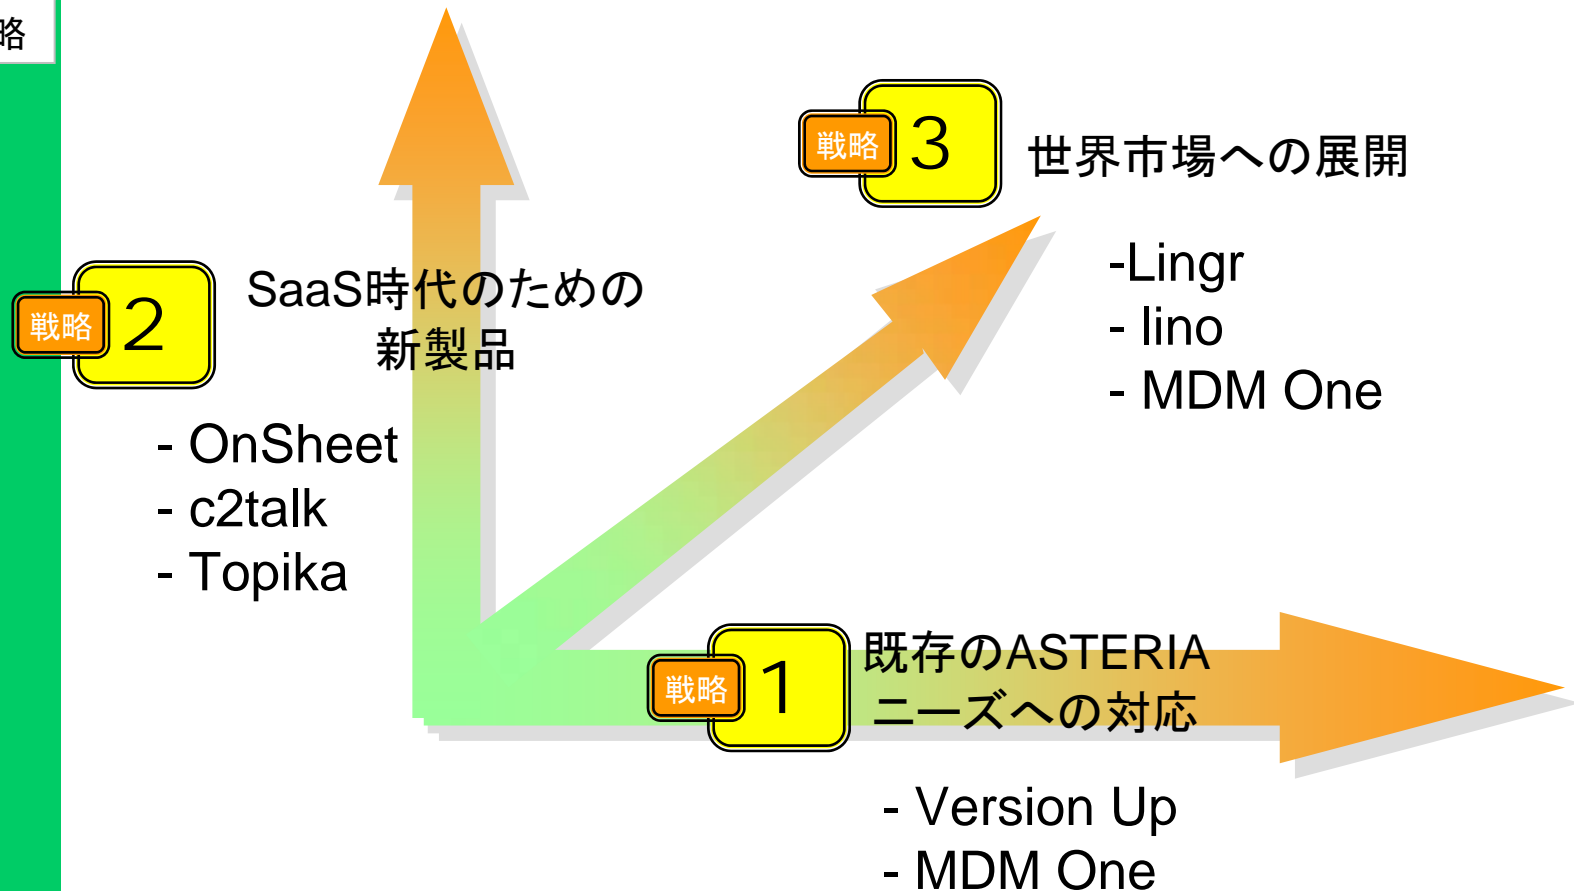 略
戦略 3
世界市場への展開
-Lingr
- lino
- MDM One
戦略 2
SaaS時代のための
新製品
- OnSheet
- c2talk
- Topika
戦略 1
既存のASTERIA
ニーズへの対応
- Version Up
- MDM One